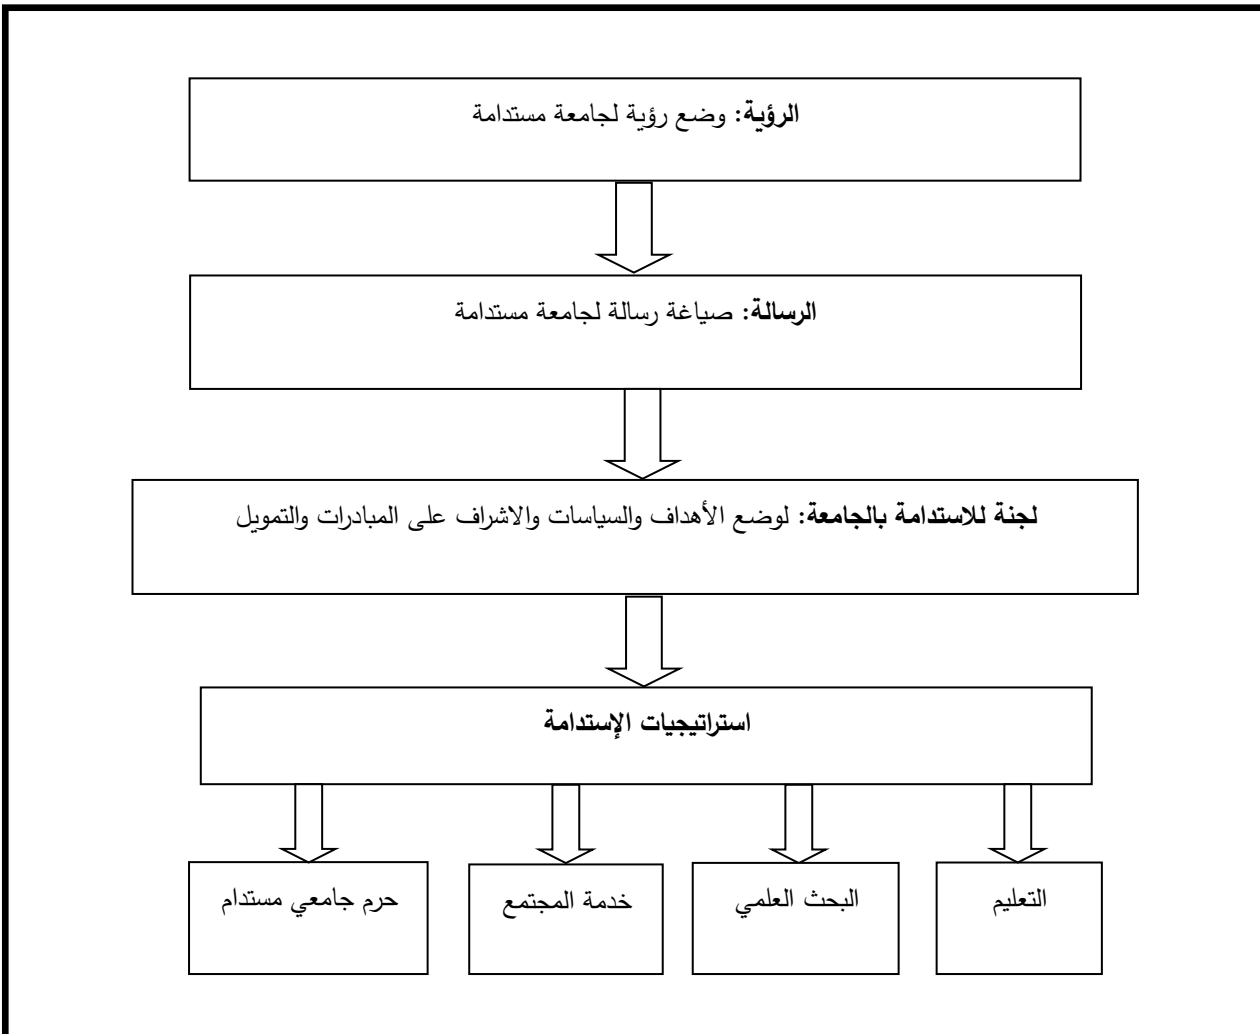 الرؤية: وضع رؤية لجامعة مستدامة
الرسالة: صياغة رسالة لجامعة مستدامة
لجنة للاستدامة بالجامعة: لوضع الأهداف والسياسات والاشراف على المبادرات والتمويل
استراتيجيات الإستدامة
التعليم
البحث العلمي
خدمة المجتمع
حرم جامعي مستدام